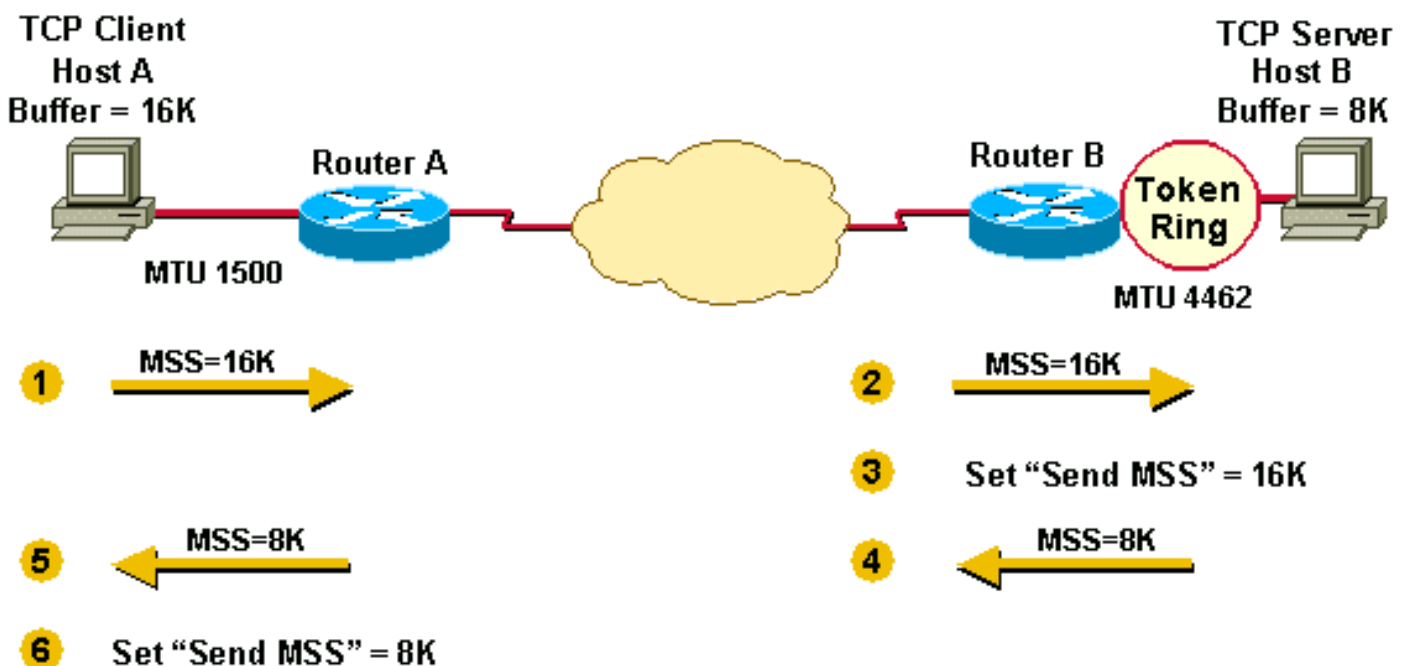 TCP Client
Host A
Buffer = 16K
TCP Server
Host B
Buffer = 8K
Router A
Router B
Token
Ring
MTU 1500
MTU 4462
1
MSS=16K
2
MSS=16K
3
Set “Send MSS” = 16K
5
MSS=8K
4
MSS=8K
6
Set “Send MSS” = 8K